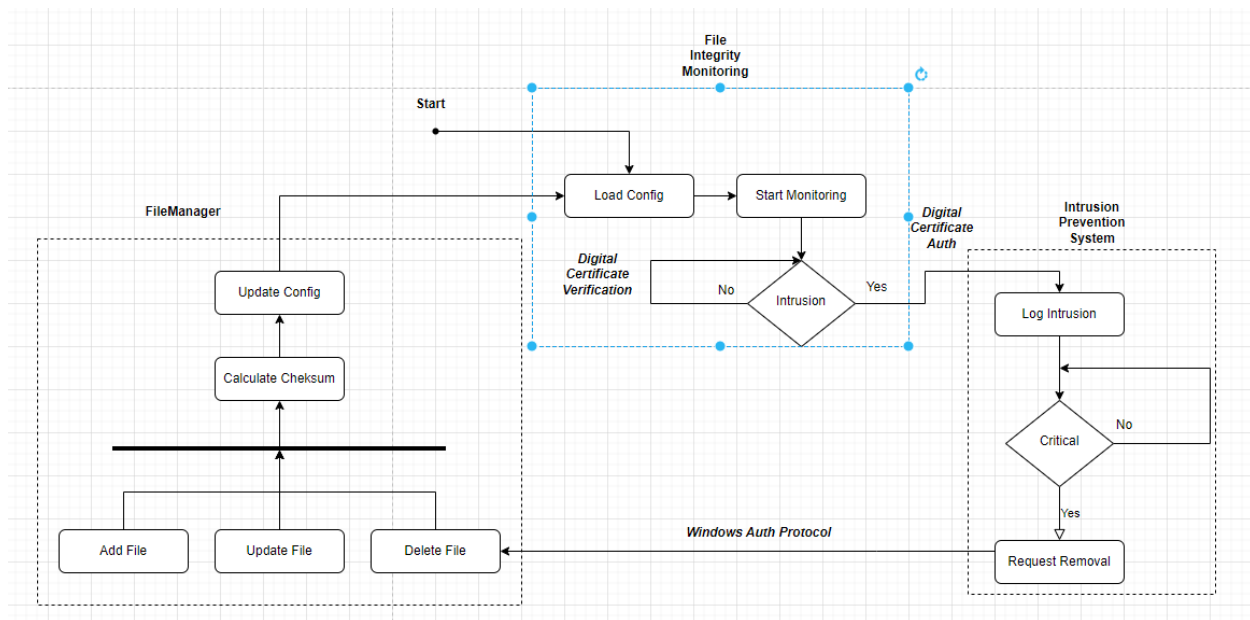 File
Integrity
Monitoring
Start
Load Config
Start Monitoring
FileManager
Digital
Certificate
Auth
Intrusion
Prevention
System
Digital
Certificate
Verification
Update Config
No
Intrusion
Yes
Log Intrusion
Calculate Cheksum
Critical
No
Yes
Windows Auth Protocol
Add File
Update File
Delete File
Request Removal